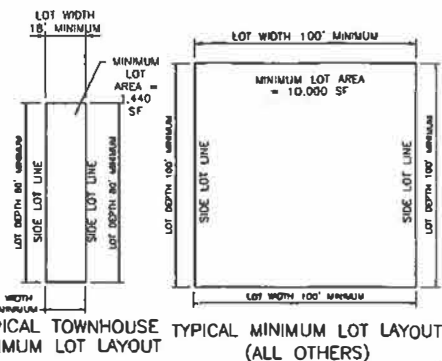 LOT WIDTH
18' MINIMUM
MINIMUM
LOT
AREA =
1,440
SF
LOT DEPTH 80' MINIMUM
SIDE LOT LINE
SIDE LOT LINE
LOT DEPTH 80' MINIMUM
WIDTH
MINIMUM
PICAL TOWNHOUSE
IMUM LOT LAYOUT
LOT WIDTH 100' MINIMUM
MINIMUM LOT AREA
= 10,000 SF
LOT DEPTH 100' MINIMUM
SIDE LOT LINE
SIDE LOT LINE
LOT DEPTH 100' MINIMUM
LOT WIDTH 100' MINIMUM
TYPICAL MINIMUM LOT LAYOUT
(ALL OTHERS)